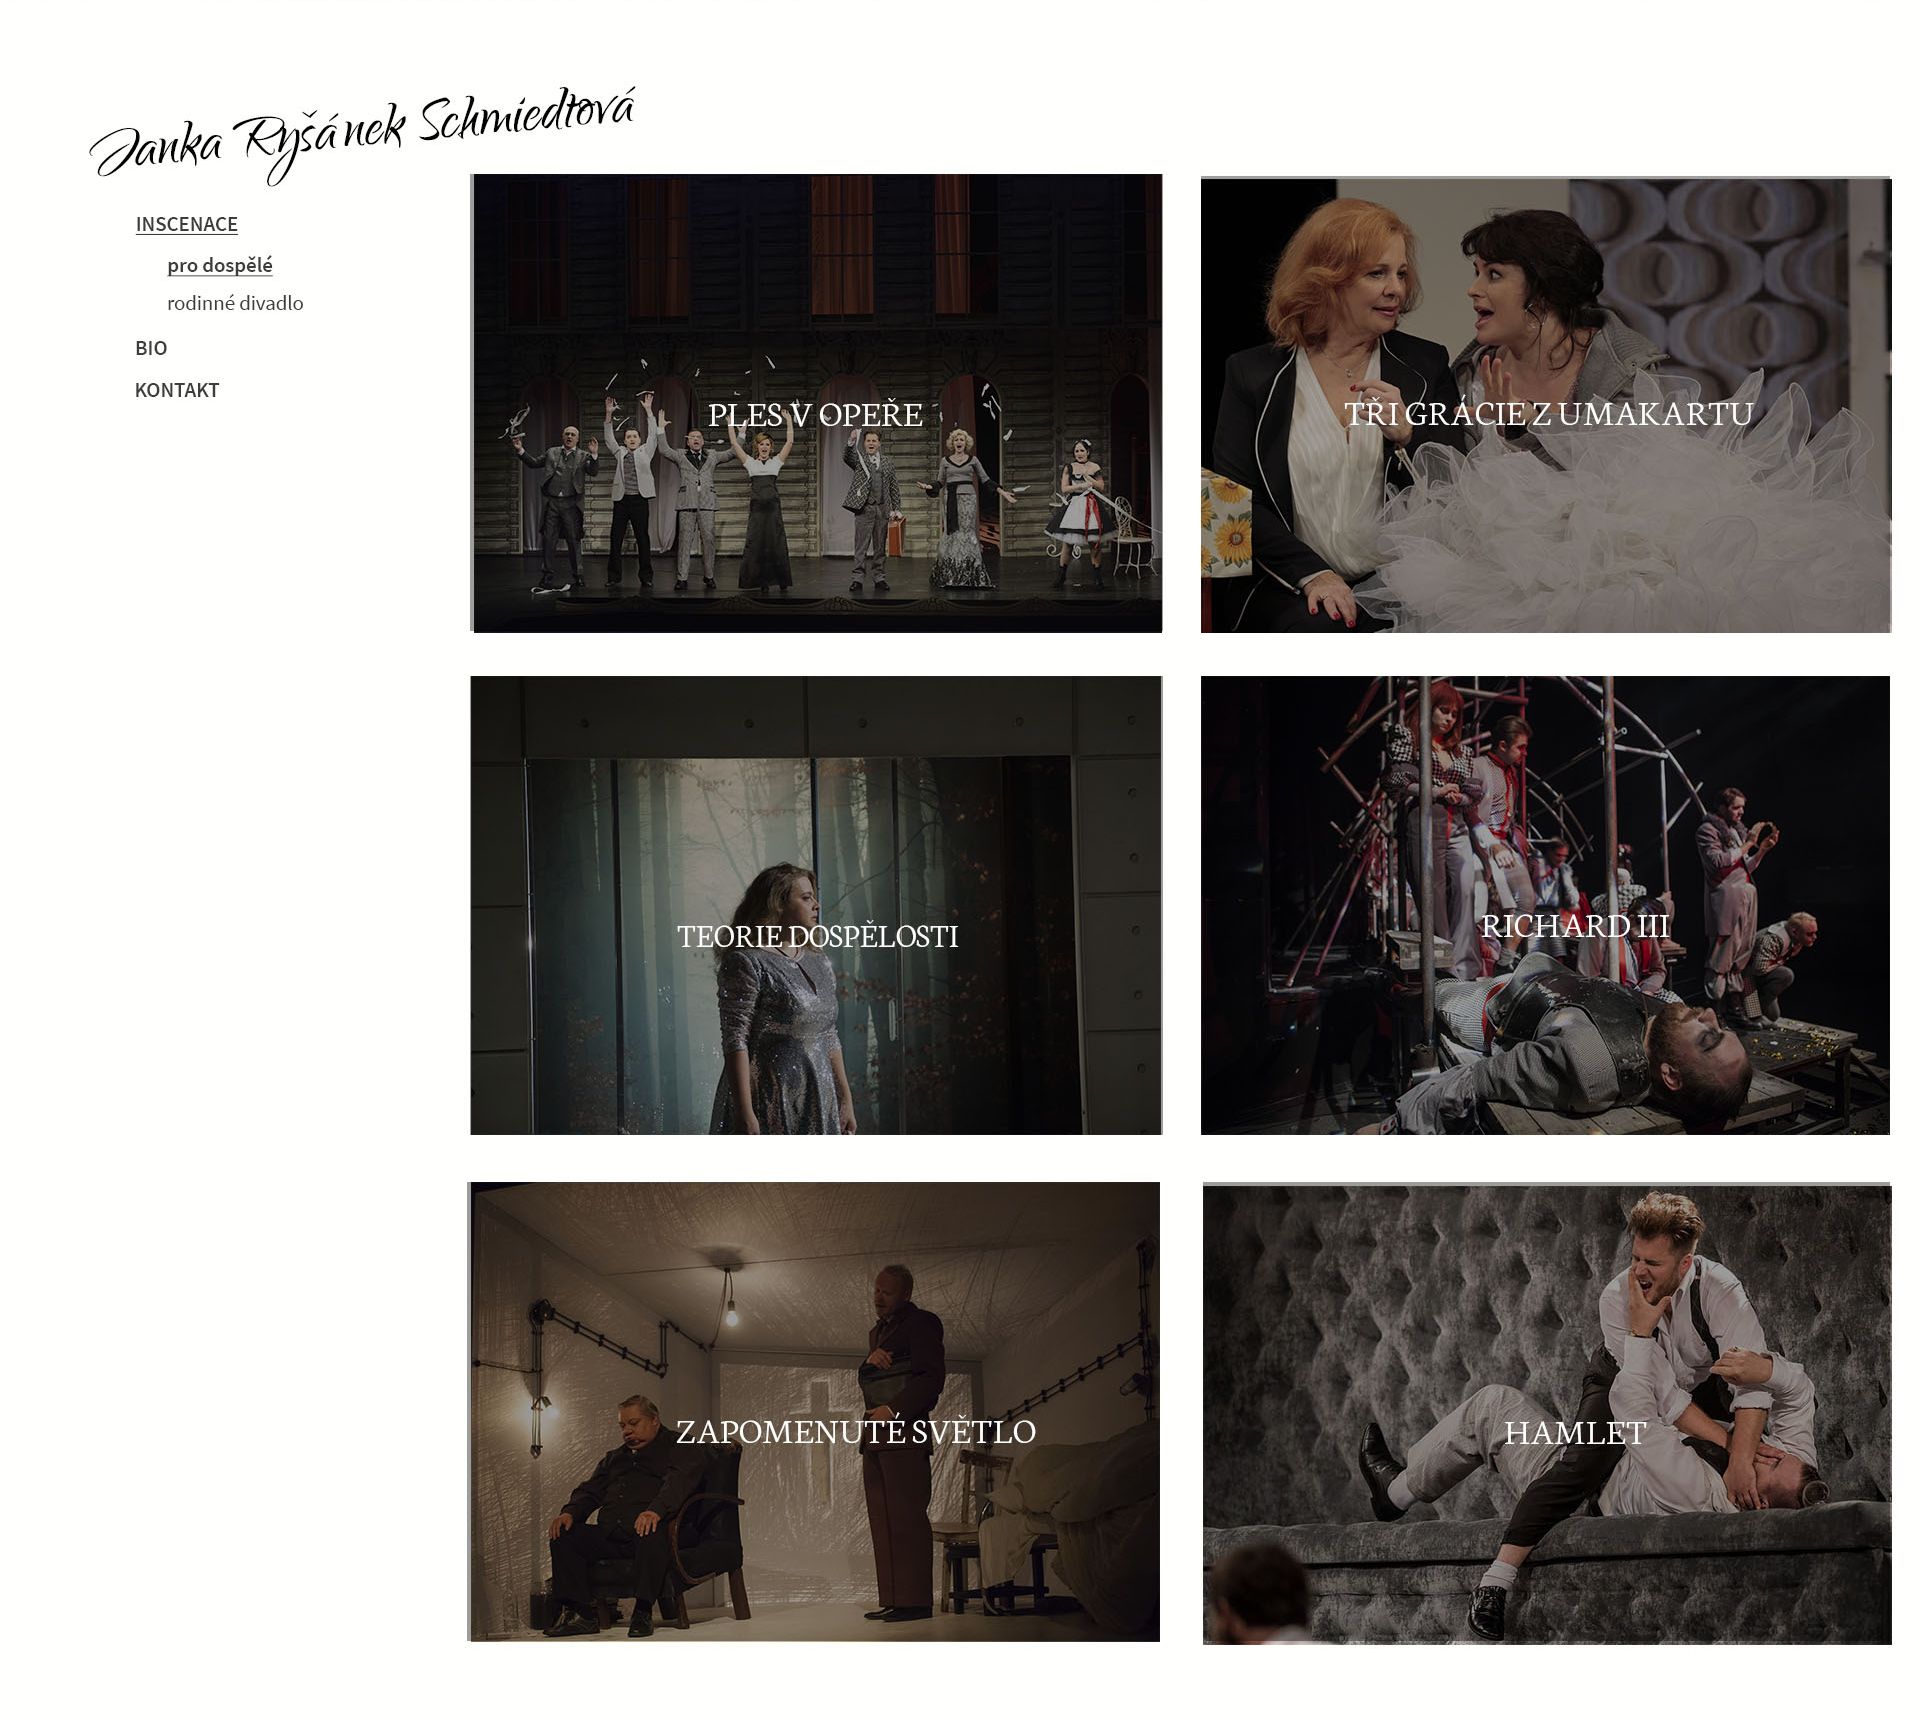 Janka Ryšánek Schmiedtová
INSCENACE
pro dospělé
rodinné divadlo
BIO
KONTAKT
PLES V OPEŘE
TŘI GRÁCIE Z UMAKARTU
TEORIE DOSPĚLOSTI
RICHARD III
ZAPOMENUTÉ SVĚTLO
HAMLET